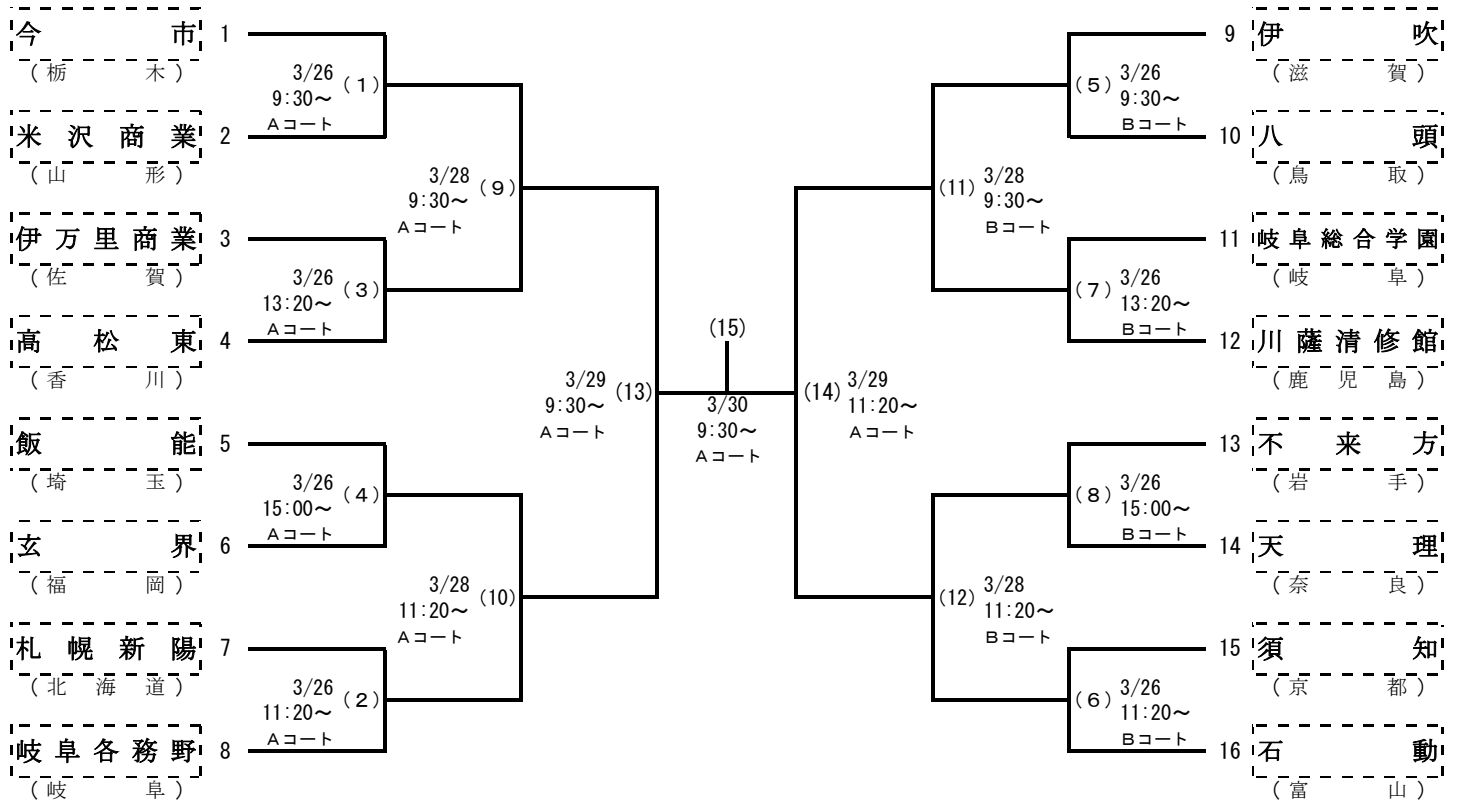 今市 1
(栃木)
3/26
9:30～
Aコート
(1)
米沢商業 2
(山形)
3/28
9:30～
Aコート
(9)
伊万里商業 3
(佐賀)
3/26
13:20～
Aコート
(3)
高松東 4
(香川)
3/29
9:30～
Aコート
(13)
飯能 5
(埼玉)
3/26
15:00～
Aコート
(4)
玄界 6
(福岡)
3/28
11:20～
Aコート
(10)
札幌新陽 7
(北海道)
3/26
11:20～
Aコート
(2)
岐阜各務野 8
(岐阜)
(15)
3/30
9:30～
Aコート
9 伊吹
(滋賀)
(5)
3/26
9:30～
Bコート
10 八頭
(鳥取)
(11)
3/28
9:30～
Bコート
11 岐阜総合学園
(岐阜)
(7)
3/26
13:20～
Bコート
12 川薩清修館
(鹿児島)
(14)
3/29
11:20～
Aコート
13 不来方
(岩手)
(8)
3/26
15:00～
Bコート
14 天理
(奈良)
(12)
3/28
11:20～
Bコート
15 須知
(京都)
(6)
3/26
11:20～
Bコート
16 石動
(富山)